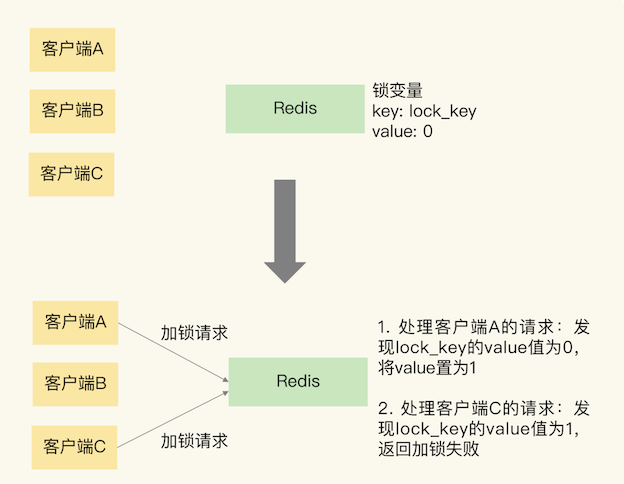 客户端A
客户端B
客户端C
Redis
锁变量
key: lock_key
value: 0
客户端A
客户端B
客户端C
加锁请求
加锁请求
Redis
1. 处理客户端A的请求：发
现lock_key的value值为0，
将value置为1
2. 处理客户端C的请求：发
现lock_key的value值为1，
返回加锁失败